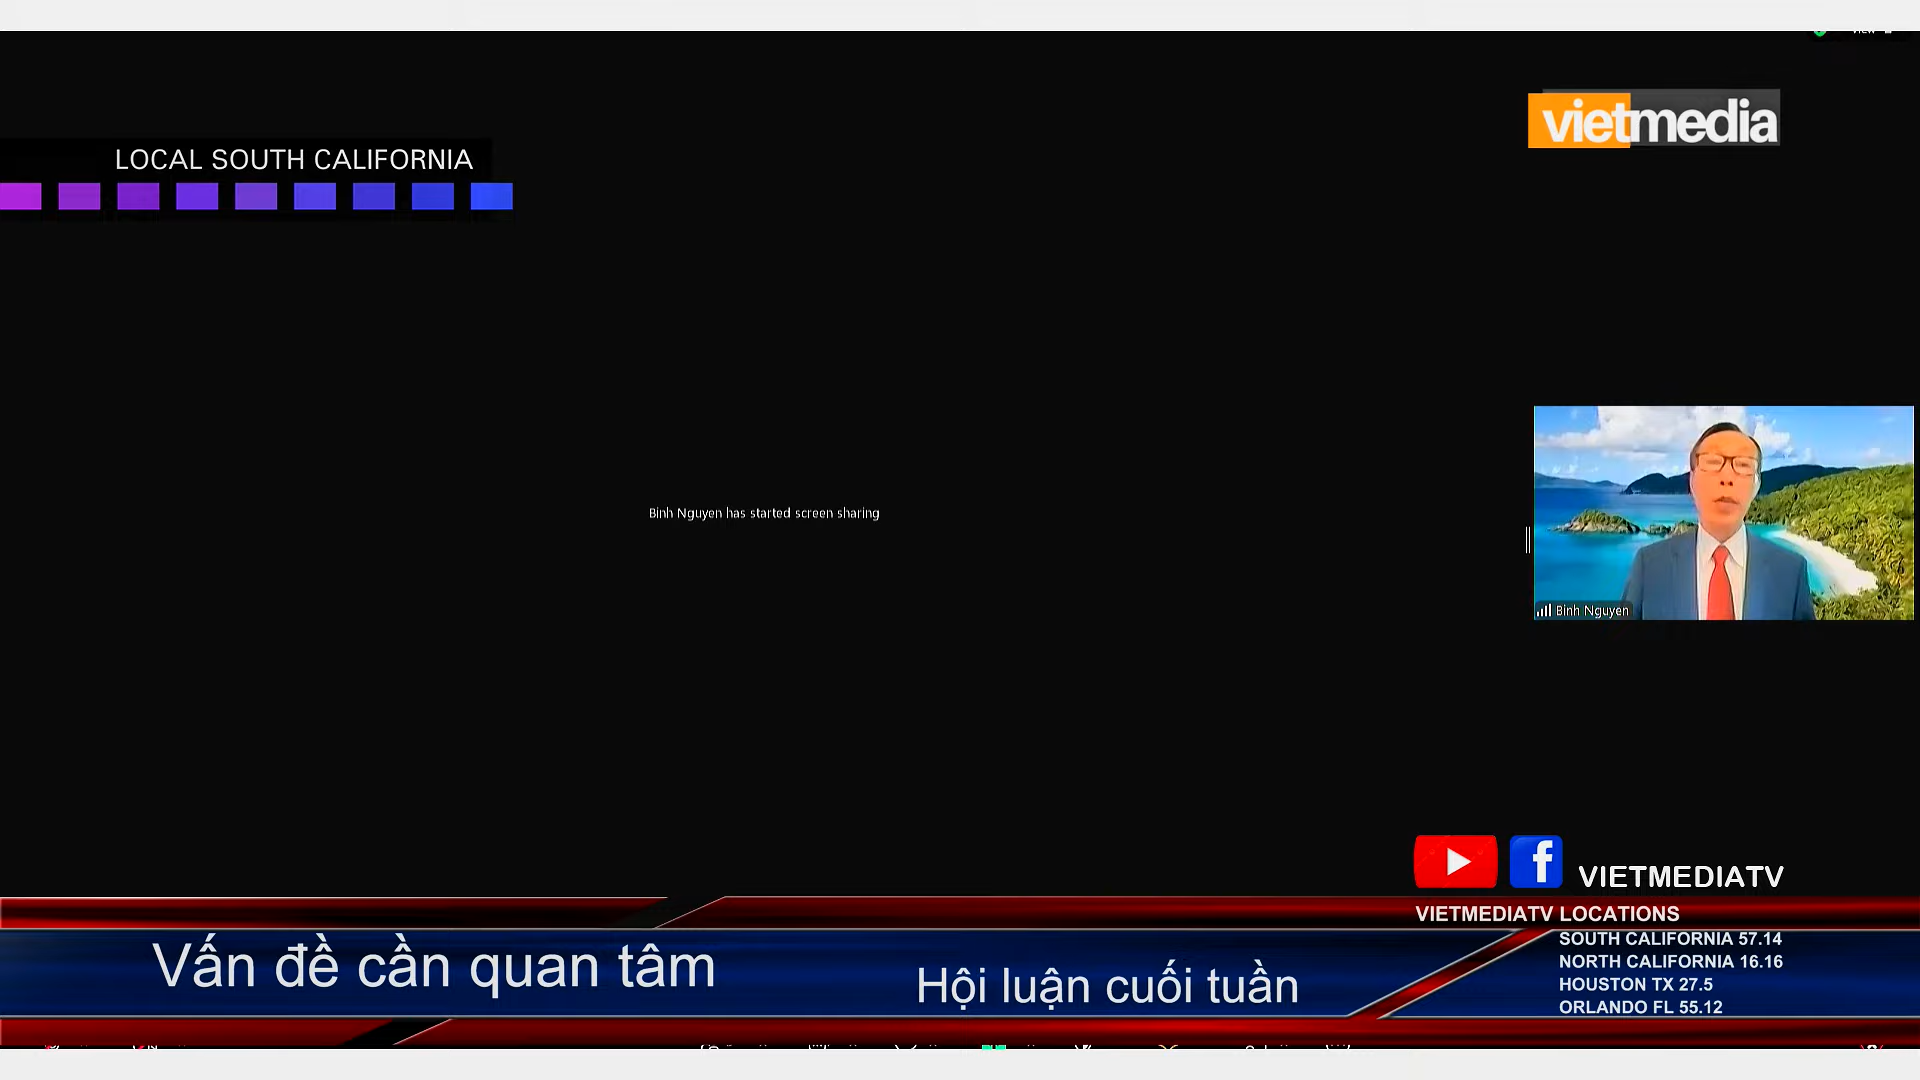 View
vietmedia
LOCAL SOUTH CALIFORNIA
Binh Nguyen has started screen sharing
Binh Nguyen
VIETMEDIATV
VIETMEDIATV LOCATIONS
SOUTH CALIFORNIA 57.14
NORTH CALIFORNIA 16.16
HOUSTON TX 27.5
ORLANDO FL 55.12
Vấn đề cần quan tâm
Hội luận cuối tuần